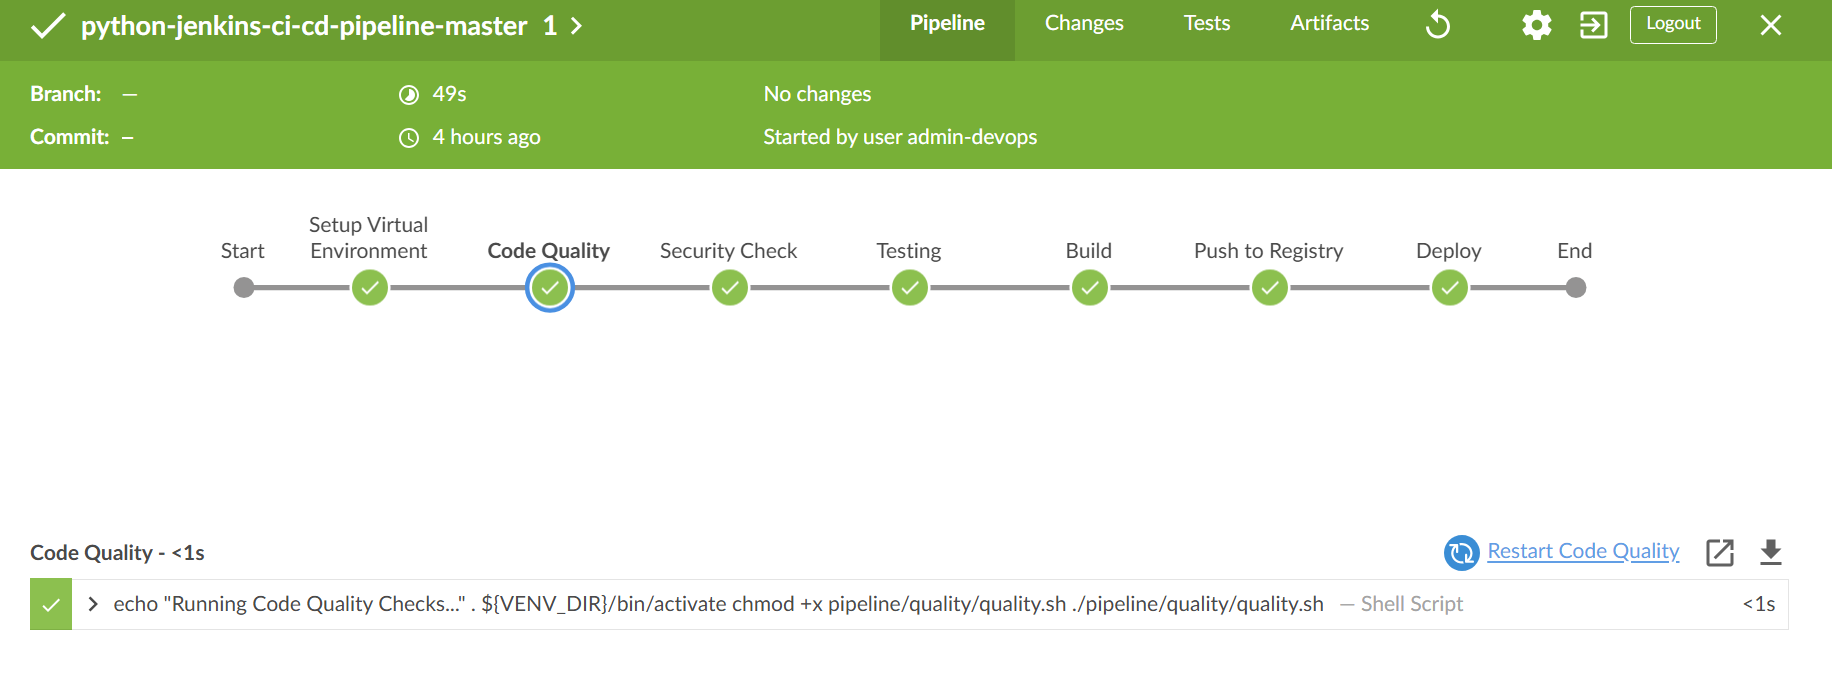 python-jenkins-ci-cd-pipeline-master 1
Pipeline Changes Tests Artifacts Logout
Branch: — 49s No changes
Commit: – 4 hours ago Started by user admin-devops
Start Setup Virtual Environment Code Quality Security Check Testing Build Push to Registry Deploy End
Code Quality - <1s Restart Code Quality
echo "Running Code Quality Checks..." . ${VENV_DIR}/bin/activate chmod +x pipeline/quality/quality.sh ./pipeline/quality/quality.sh — Shell Script <1s